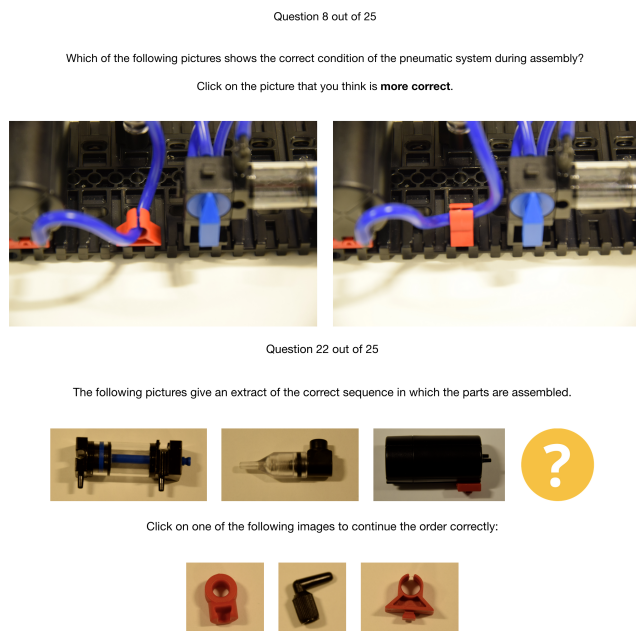 Question 8 out of 25
Which of the following pictures shows the correct condition of the pneumatic system during assembly?
Click on the picture that you think is more correct.
Question 22 out of 25
The following pictures give an extract of the correct sequence in which the parts are assembled.
?
Click on one of the following images to continue the order correctly: